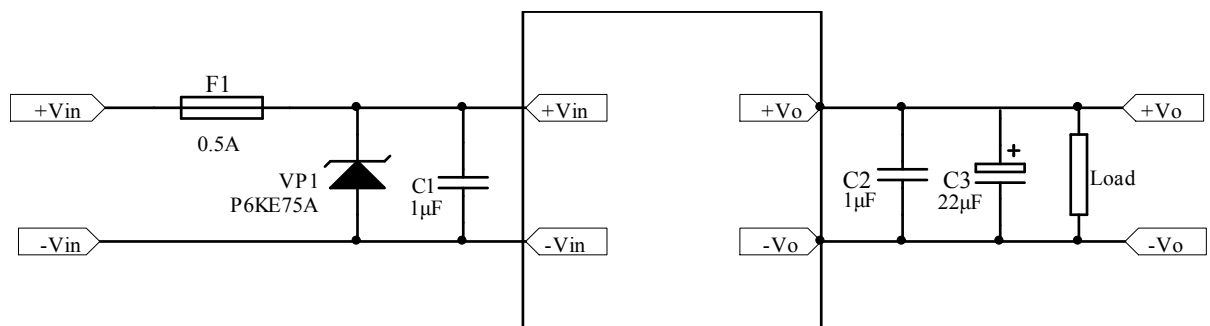 F1
+Vin
0.5A
VP1
P6KE75A
C1
1μF
-Vin
+Vin
-Vin
+Vo
-Vo
C2
1μF
+
C3
22μF
Load
+Vo
-Vo